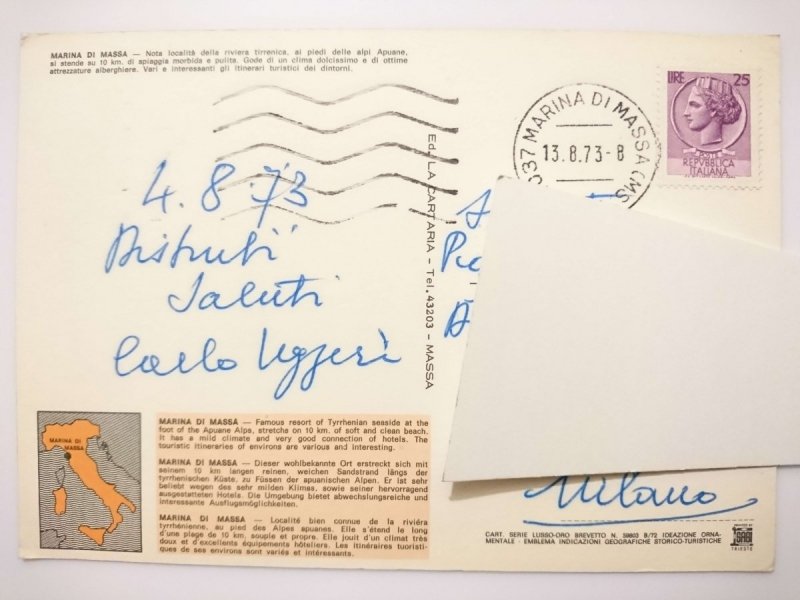 MARINA DI MASSA — Nota località della riviera tirrenica, ai piedi delle alpi Apuane,
si stende su 10 km. di spiaggia morbida e pulita. Gode di un clima dolcissimo e di ottime
attrezzature alberghiere. Vari e interessanti gli itinerari turistici dei dintorni.
037 MARINA DI MASSA (MS
13.8.73-8
LIRE 25
POSTE
REPVBBLICA
ITALIANA
4.8.73
Distinti
Saluti
Carlo
Ed. LA CARTARIA - Tel. 43203 - MASSA
Milano
MARINA DI
MASSA
MARINA DI MASSA — Famous resort of Tyrrhenian seaside at the
foot of the Apuane Alps, stretchs on 10 km. of soft and clean beach.
It has a mild climate and very good connection of hotels. The
touristic itineraries of environs are various and interesting.
MARINA DI MASSA — Dieser wohlbekannte Ort erstreckt sich mit
seinem 10 km langen reinen, weichen Sandstrand längs der
tyrrhenischen Küste, zu Füssen der apuanischen Alpen. Er ist sehr
beliebt wegen des sehr milden Klimas, sowie seiner hervorragend
ausgestatteten Hotels. Die Umgebung bietet abwechslungsreiche und
interessante Ausflugsmöglichkeiten.
MARINA DI MASSA — Localité bien connue de la riviéra
tyrrhénienne, au pied des Alpes apuanes. Elle s'étend le long
d'une plage de 10 km. souple et propre. Elle jouit d'un climat très
doux et d'excellents équipements hôteliers. Les itinéraires tuoristi-
ques de ses environs sont variés et intéressants.
CART. SERIE LUSSO-ORO BREVETTO N. 59803 B/72 IDEAZIONE ORNA-
MENTALE - EMBLEMA INDICAZIONI GEOGRAFICHE STORICO-TURISTICHE
TRIESTE